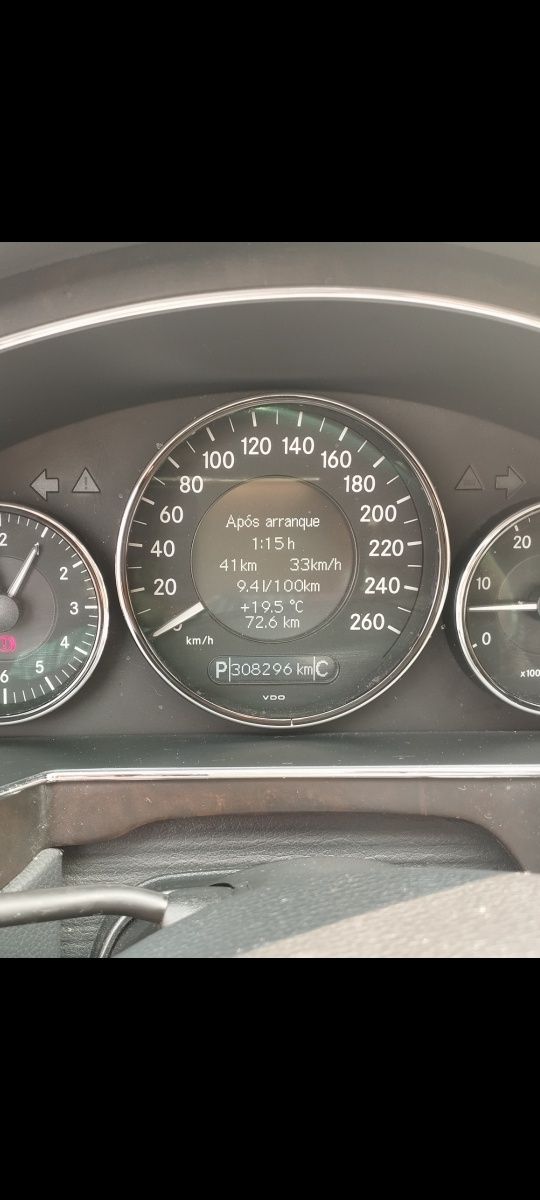 120 140
100 160
80 180
60 200
40 220
20 240
260
km/h
Após arranque
1:15 h
41km 33km/h
9.4l/100km
+19.5 °C
72.6 km
P 308296 km C
VDO
2
2
3
4
5
6
20
10
0
x100